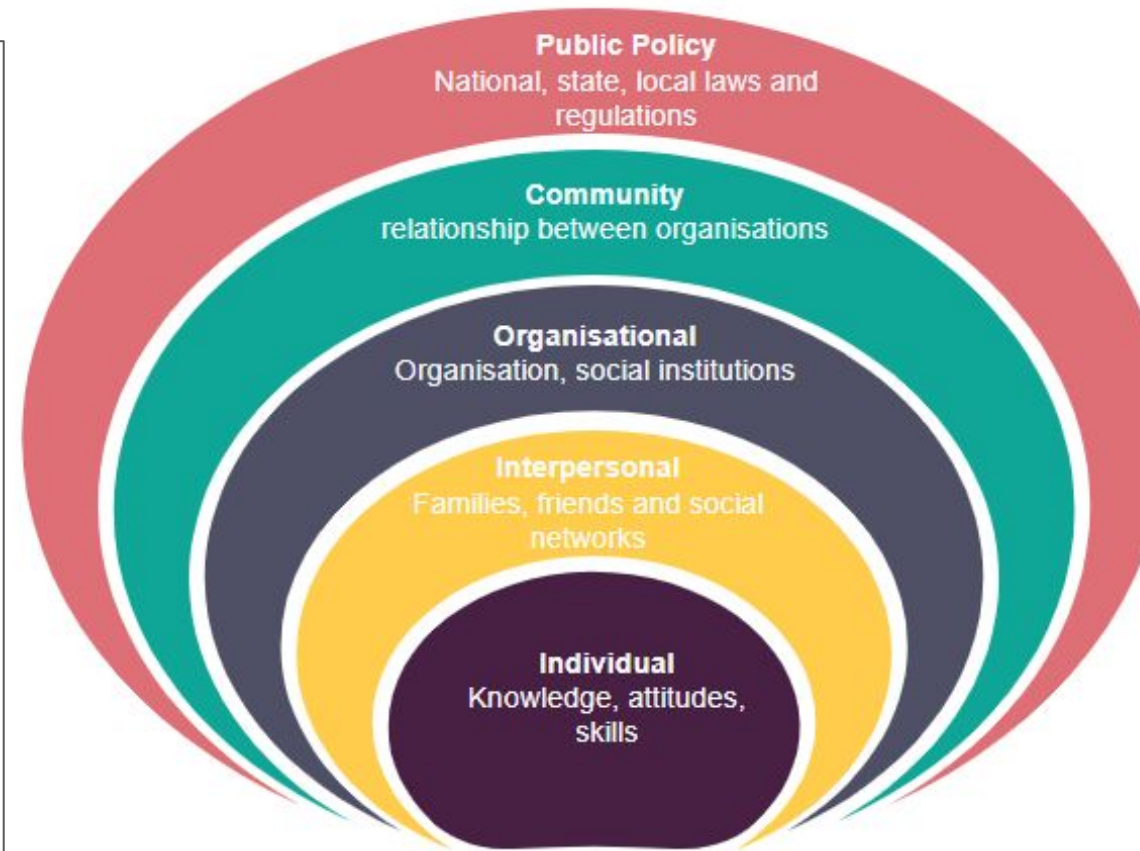 Public Policy
National, state, local laws and
regulations
Community
relationship between organisations
Organisational
Organisation, social institutions
Interpersonal
Families, friends and social
networks
Individual
Knowledge, attitudes,
skills